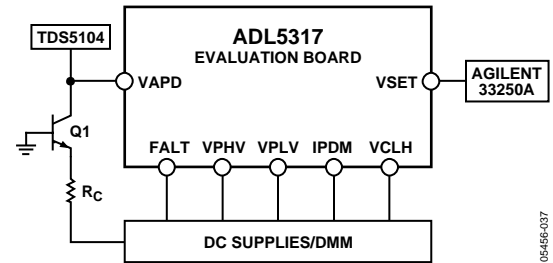 TDS5104
ADL5317
EVALUATION BOARD
VAPD
VSET
AGILENT
33250A
Q1
FALT VPHV VPLV IPDM VCLH
RC
DC SUPPLIES/DMM
05456-037